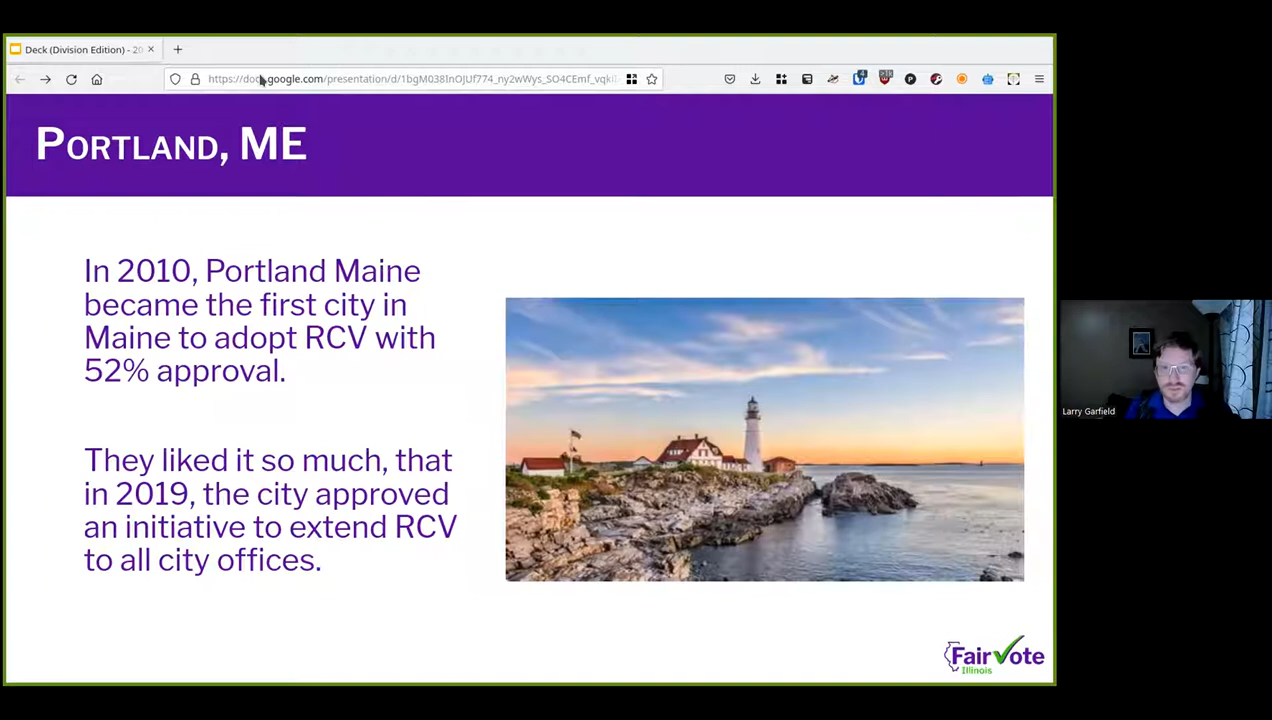 Deck (Division Edition) - 20
https://docs.google.com/presentation/d/1bgM038InOJUf774_ny2wWys_SO4CEmf_vqki
PORTLAND, ME
In 2010, Portland Maine
became the first city in
Maine to adopt RCV with
52% approval.
They liked it so much, that
in 2019, the city approved
an initiative to extend RCV
to all city offices.
Larry Garfield
FairVote
Illinois